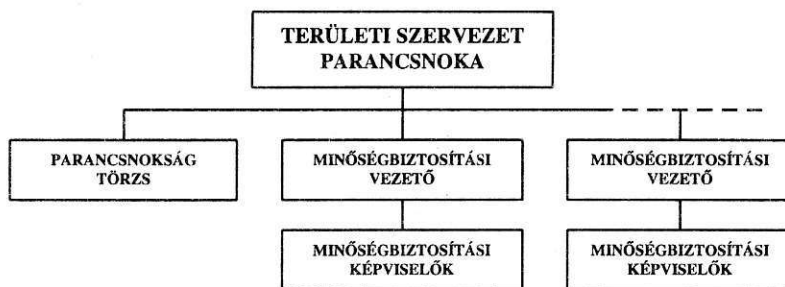 TERÜLETI SZERVEZET
PARANCSNOKA
PARANCSNOKSÁG
TÖRZS
MINŐSÉGBIZTOSÍTÁSI
VEZETŐ
MINŐSÉGBIZTOSÍTÁSI
VEZETŐ
MINŐSÉGBIZTOSÍTÁSI
KÉPVISELŐK
MINŐSÉGBIZTOSÍTÁSI
KÉPVISELŐK